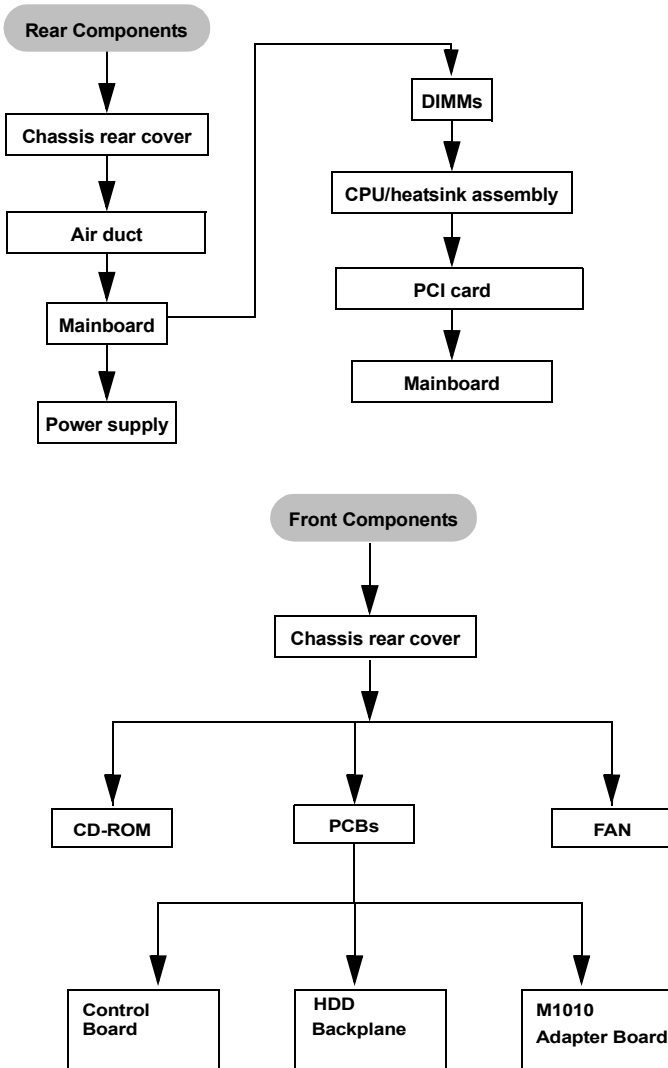 Rear Components
Chassis rear cover
Air duct
Mainboard
Power supply
DIMMs
CPU/heatsink assembly
PCI card
Mainboard
Front Components
Chassis rear cover
CD-ROM
PCBs
FAN
Control
Board
HDD
Backplane
M1010
Adapter Board